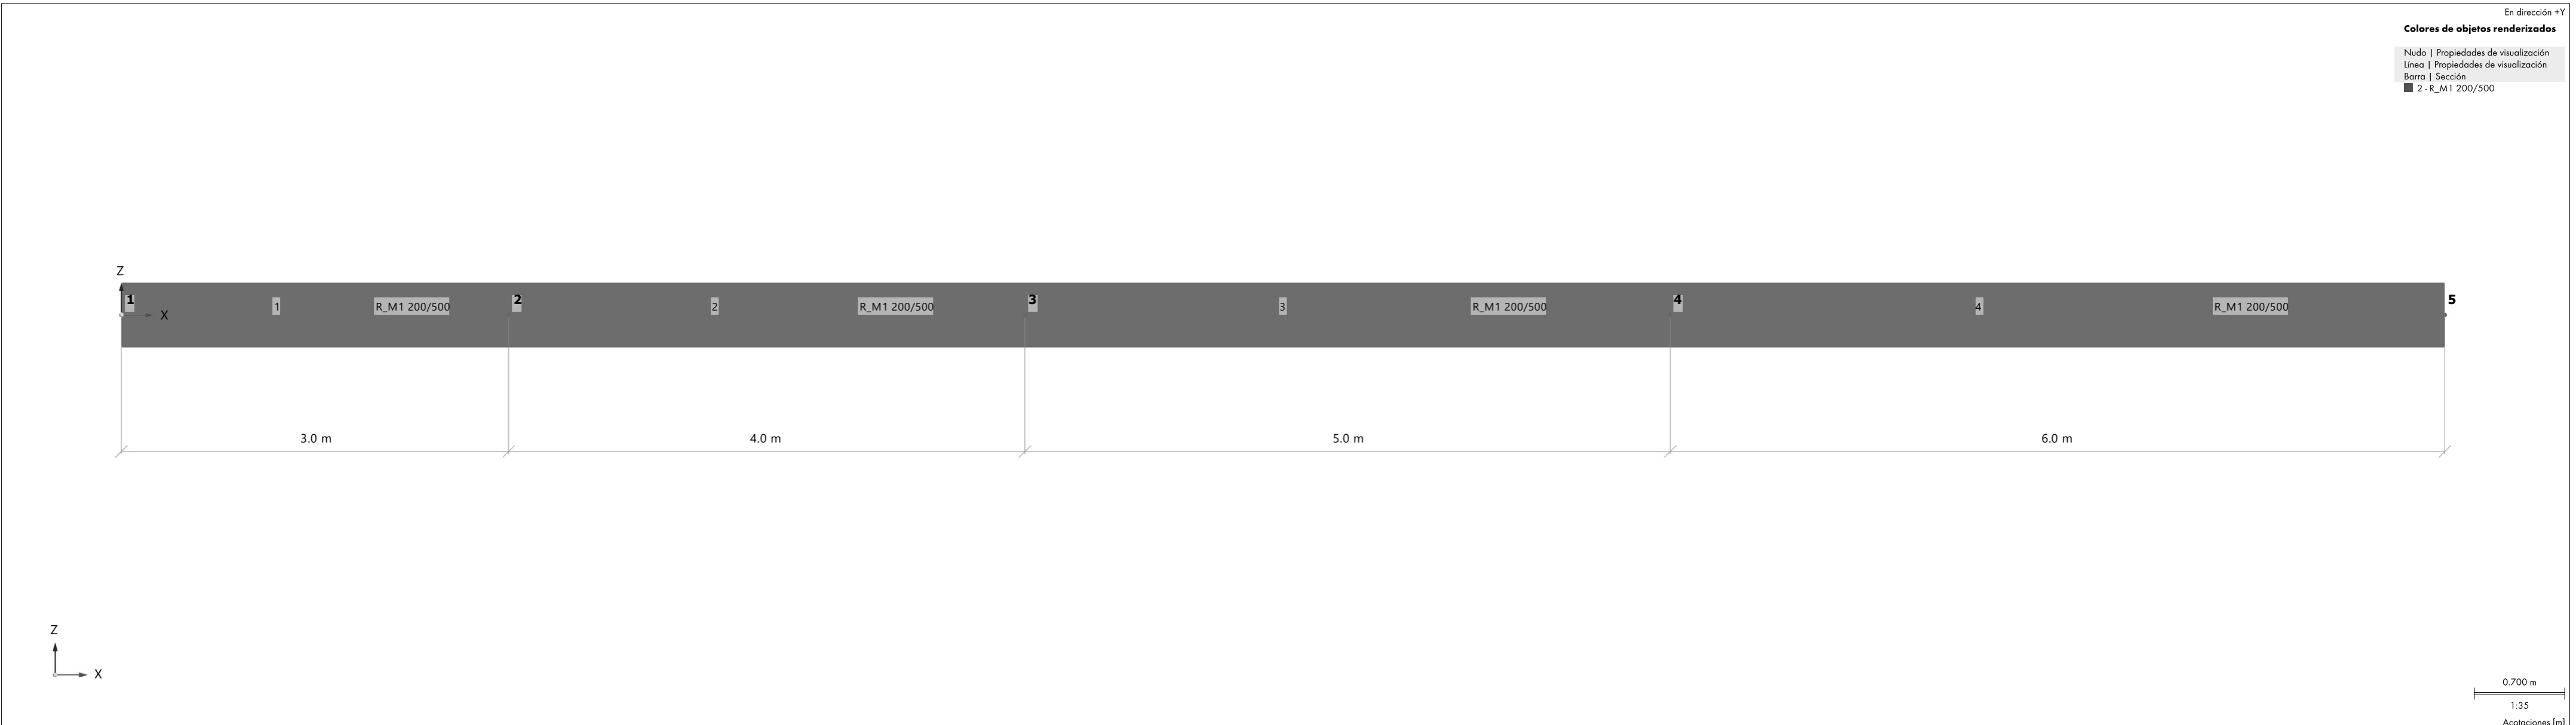 En dirección +Y
Colores de objetos renderizados
Nudo | Propiedades de visualización
Línea | Propiedades de visualización
Barra | Sección
2 - R_M1 200/500
Z
1
1
R_M1 200/500
2
2
R_M1 200/500
3
3
R_M1 200/500
4
4
R_M1 200/500
5
X
3.0 m
4.0 m
5.0 m
6.0 m
Z
X
0.700 m
1:35
Acotaciones [m]